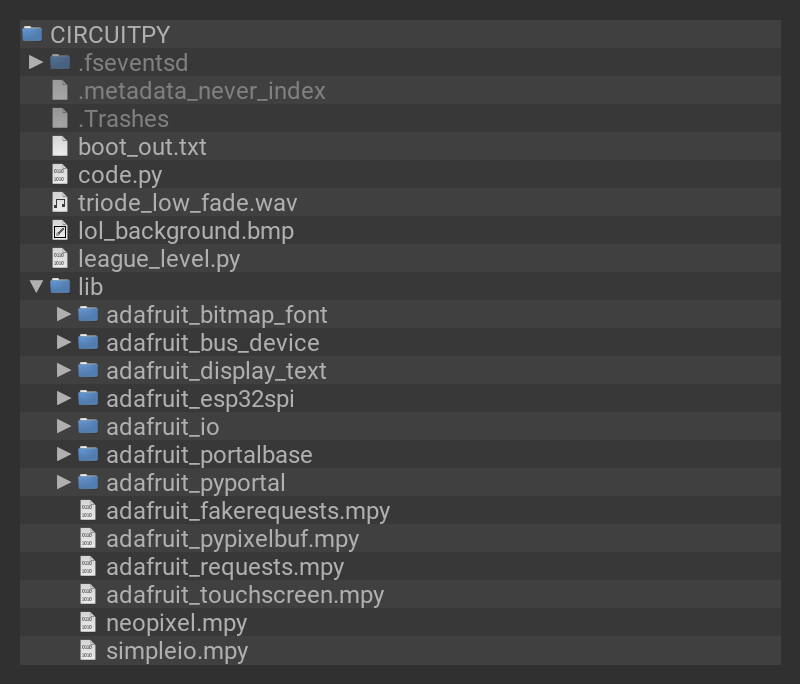 CIRCUITPY
.fseventsd
.metadata_never_index
.Trashes
boot_out.txt
code.py
triode_low_fade.wav
lol_background.bmp
league_level.py
lib
adafruit_bitmap_font
adafruit_bus_device
adafruit_display_text
adafruit_esp32spi
adafruit_io
adafruit_portalbase
adafruit_pyportal
adafruit_fakerequests.mpy
adafruit_pypixelbuf.mpy
adafruit_requests.mpy
adafruit_touchscreen.mpy
neopixel.mpy
simpleio.mpy